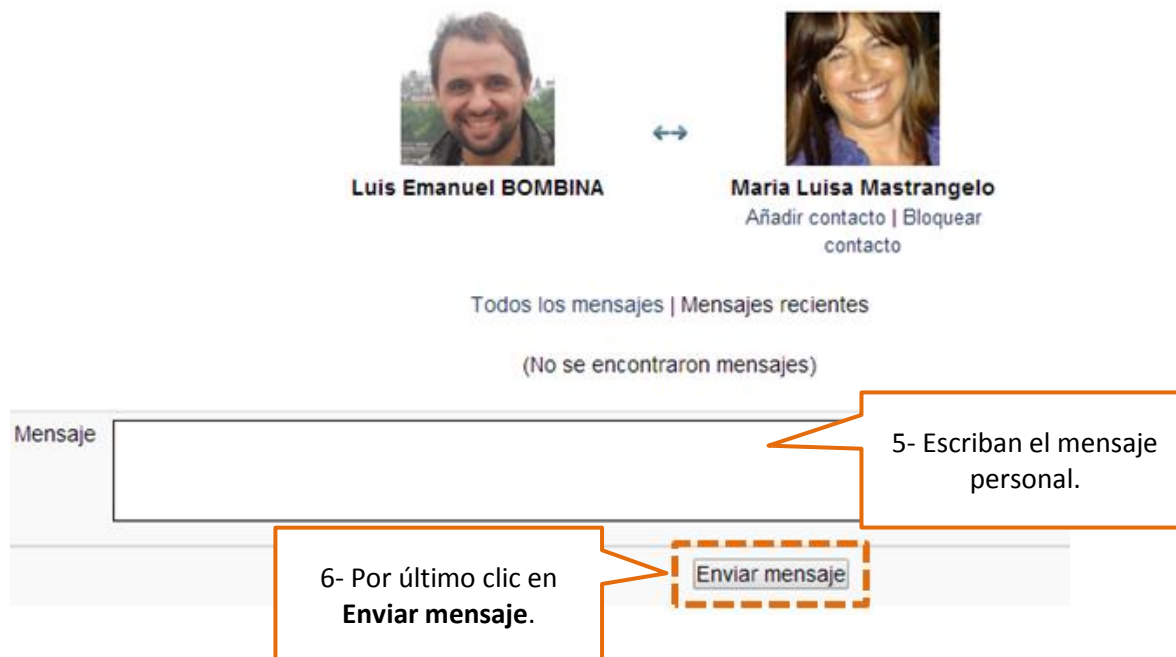 Luis Emanuel BOMBINA
Maria Luisa Mastrangelo
Añadir contacto | Bloquear
contacto
Todos los mensajes | Mensajes recientes
(No se encontraron mensajes)
Mensaje
5- Escriban el mensaje
personal.
6- Por último clic en
Enviar mensaje.
Enviar mensaje